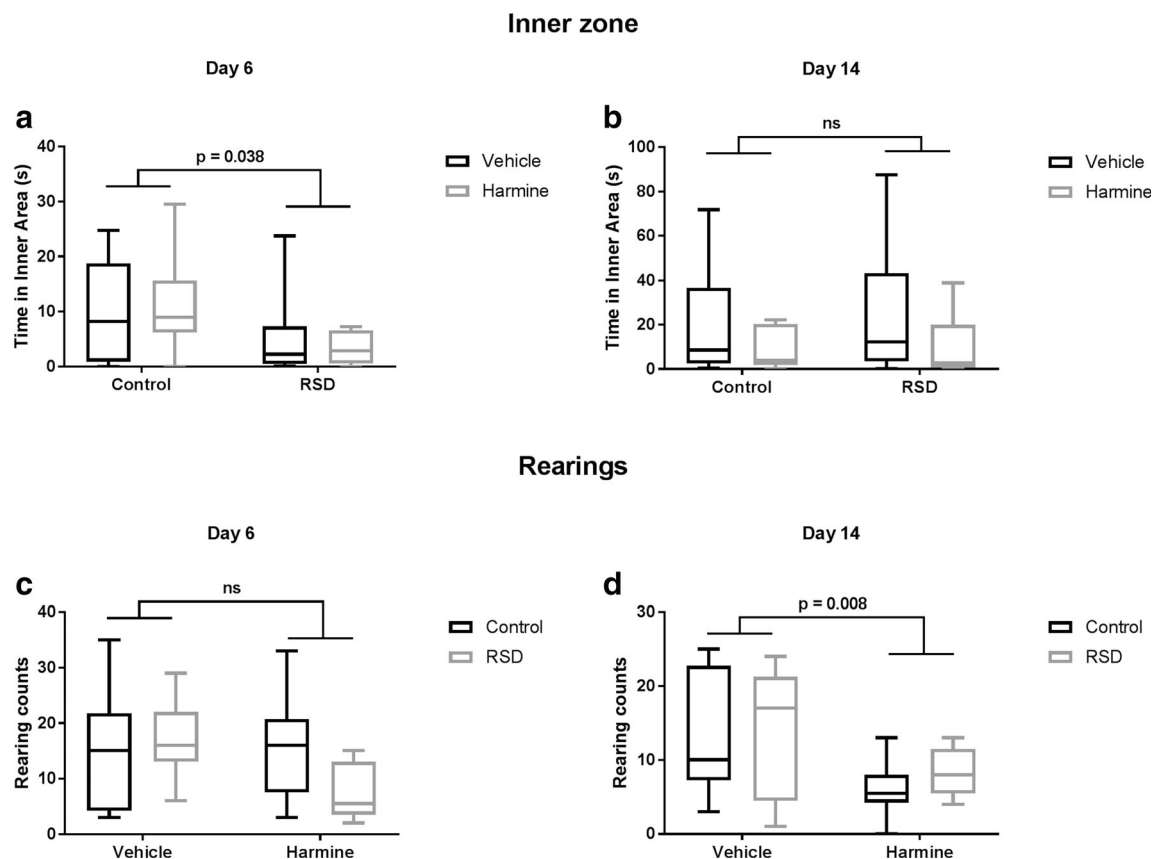 Inner zone
Day 6
Day 14
a
b
40
30
20
10
0
Time in Inner Area (s)
p = 0.038
Vehicle
Harmine
Control
RSD
100
80
60
40
20
0
Time in Inner Area (s)
ns
Vehicle
Harmine
Control
RSD
Rearings
Day 6
Day 14
c
d
40
30
20
10
0
Rearing counts
ns
Control
RSD
Vehicle
Harmine
30
20
10
0
Rearing counts
p = 0.008
Control
RSD
Vehicle
Harmine